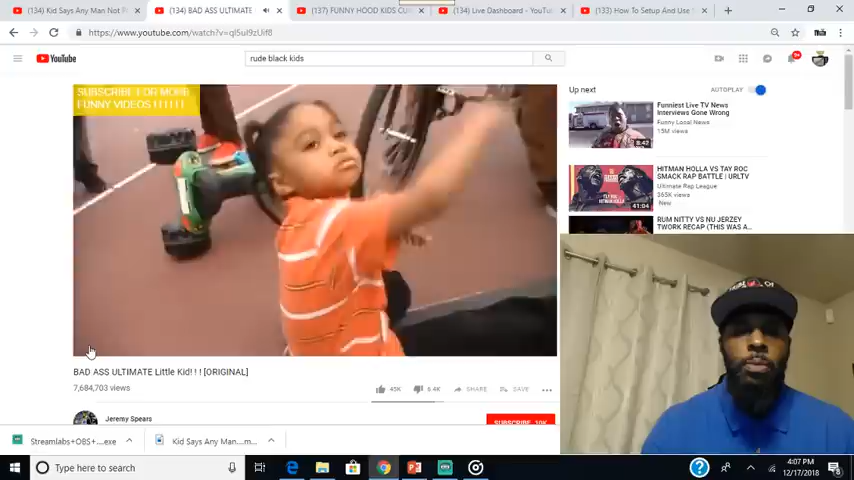 (134) Kid Says Any Man Not P
(134) BAD ASS ULTIMATE
(137) FUNNY HOOD KIDS CU
(134) Live Dashboard - YouTu
(133) How To Setup And Use
https://www.youtube.com/watch?v=ql5uI9zUif8
YouTube
rude black kids
9+
SUBSCRIBE FOR MORE
FUNNY VIDEOS ! ! ! ! ! !
Up next
AUTOPLAY
Funniest Live TV News
Interviews Gone Wrong
Funny Local News
15M views
8:42
HITMAN HOLLA VS TAY ROC
SMACK RAP BATTLE | URLTV
Ultimate Rap League
365K views
New
41:04
RUM NITTY VS NU JERZEY
TWORK RECAP (THIS WAS A...
BAD ASS ULTIMATE Little Kid! ! ! [ORIGINAL]
7,684,703 views
45K
6.4K
SHARE
SAVE
Jeremy Spears
SUBSCRIBE 10K
Streamlabs+OBS+....exe
Kid Says Any Man....m...
Type here to search
4:07 PM
12/17/2018